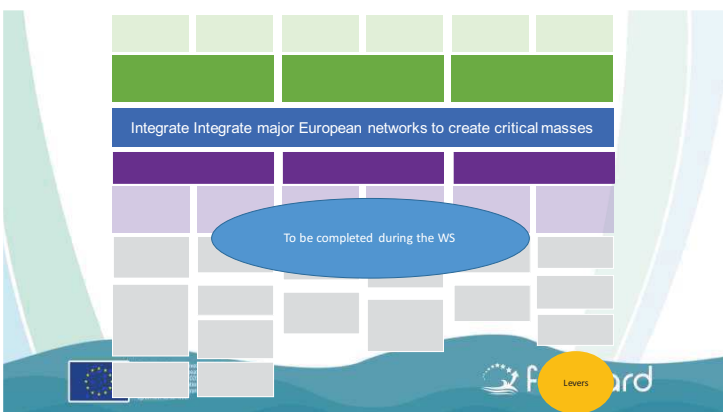 Integrate Integrate major European networks to create critical masses
To be completed during the WS
Levers